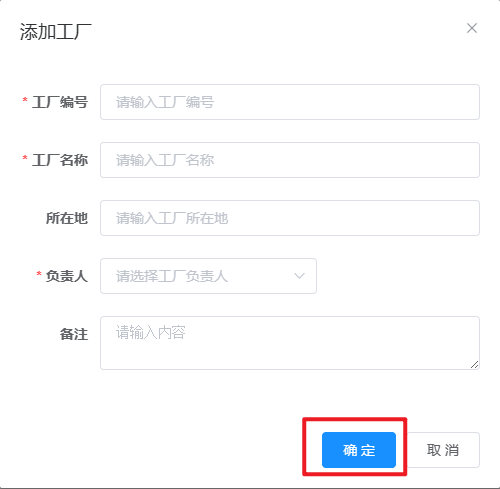 添加工厂
* 工厂编号 请输入工厂编号
* 工厂名称 请输入工厂名称
所在地 请输入工厂所在地
* 负责人 请选择工厂负责人
备注 请输入内容
确 定 取 消